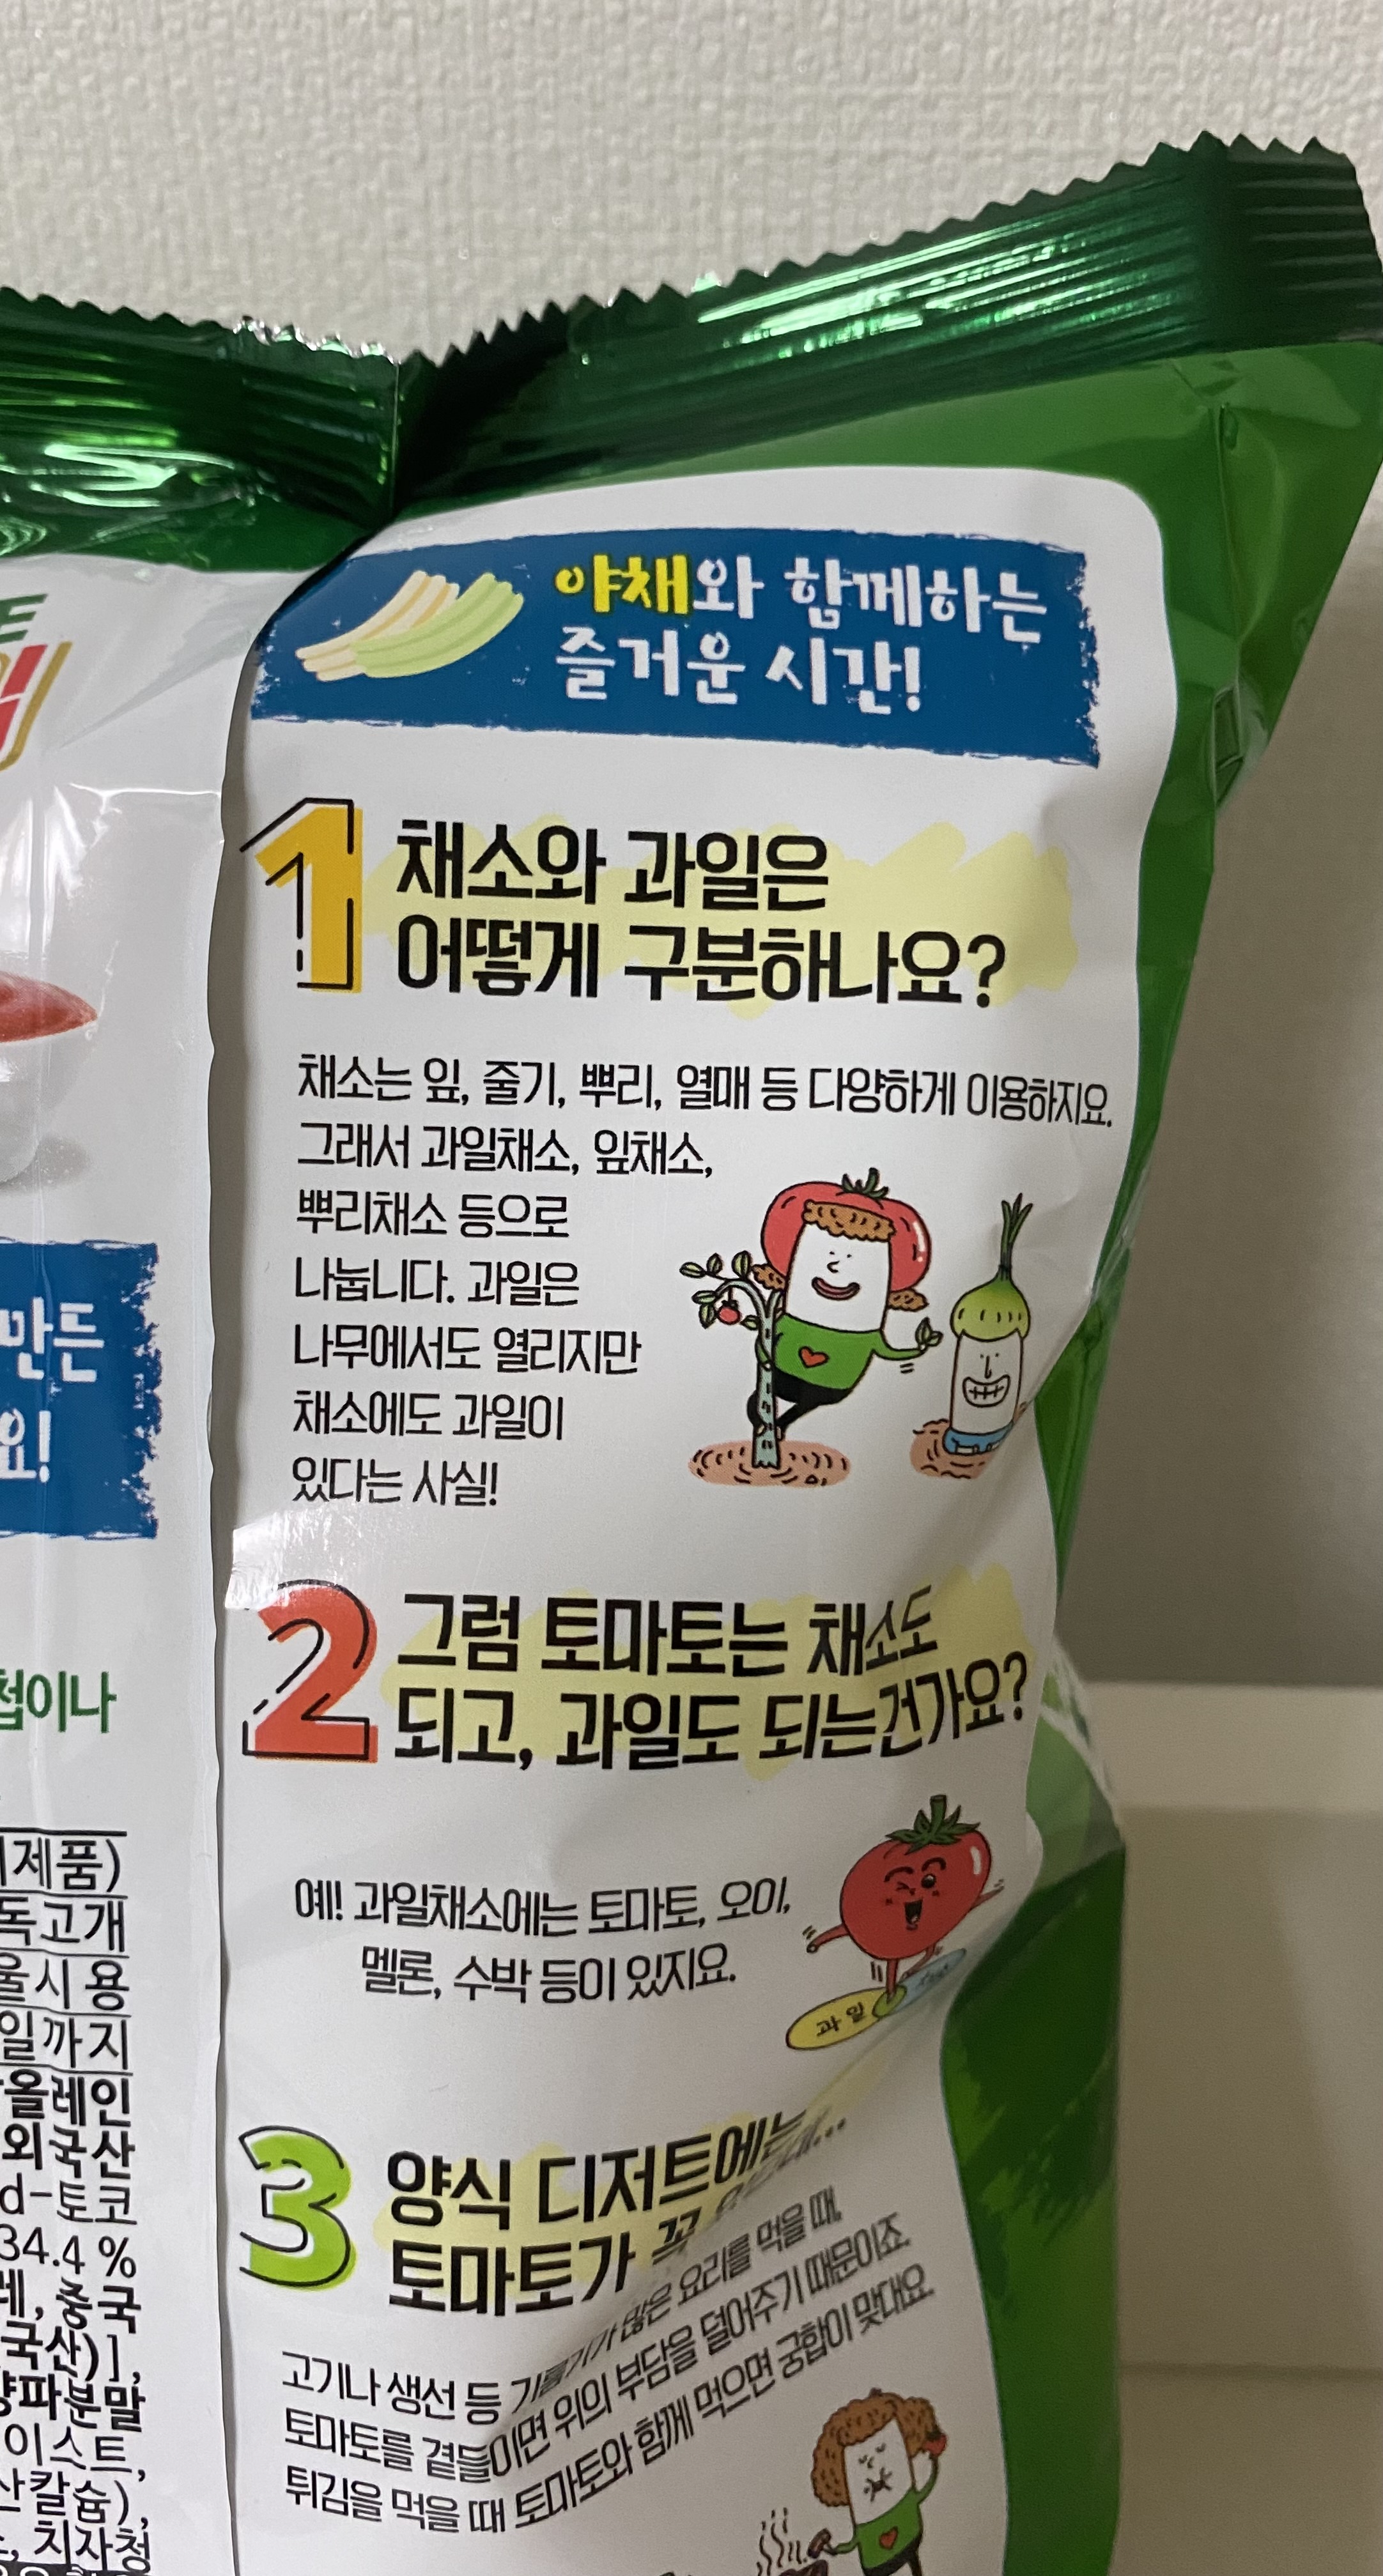 만든
요!
첩이나
제품)
독고개
울시 용
일까지
올레인
외국산
d-토코
34.4 %
레, 중국
국산)],
양파분말
이스트,
산칼슘),
치자청
야채와 함께하는
즐거운 시간!
1 채소와 과일은
어떻게 구분하나요?
채소는 잎, 줄기, 뿌리, 열매 등 다양하게 이용하지요.
그래서 과일채소, 잎채소,
뿌리채소 등으로
나눕니다. 과일은
나무에서도 열리지만
채소에도 과일이
있다는 사실!
2 그럼 토마토는 채소도
되고, 과일도 되는건가요?
예! 과일채소에는 토마토, 오이,
멜론, 수박 등이 있지요.
과일
3 양식 디저트에는...
토마토가 꼭
고기나 생선 등 기름기가 많은 요리를 먹을 때,
토마토를 곁들이면 위의 부담을 덜어주기 때문이죠.
튀김을 먹을 때 토마토와 함께 먹으면 궁합이 맞대요.